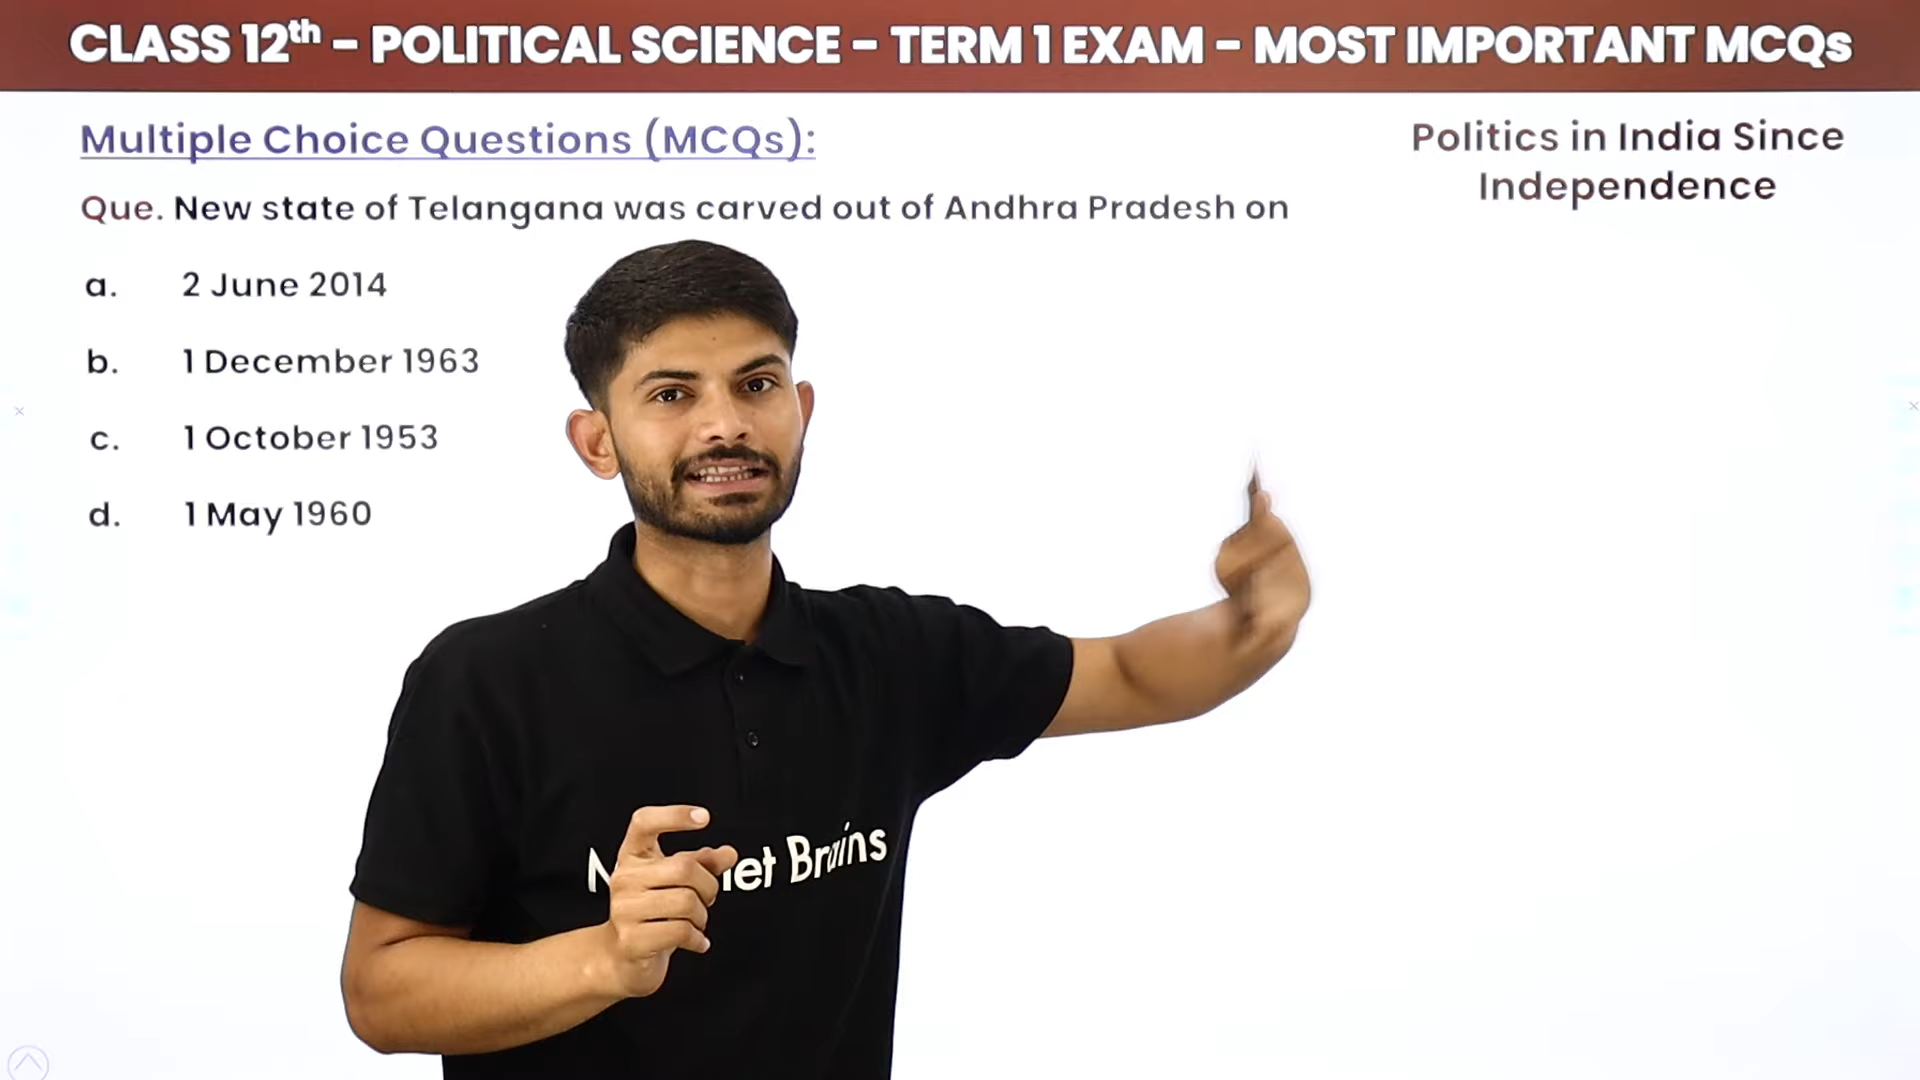 CLASS 12th - POLITICAL SCIENCE - TERM 1 EXAM - MOST IMPORTANT MCQs
Multiple Choice Questions (MCQs):
Politics in India Since
Independence
Que. New state of Telangana was carved out of Andhra Pradesh on
a. 2 June 2014
b. 1 December 1963
c. 1 October 1953
d. 1 May 1960
Brains